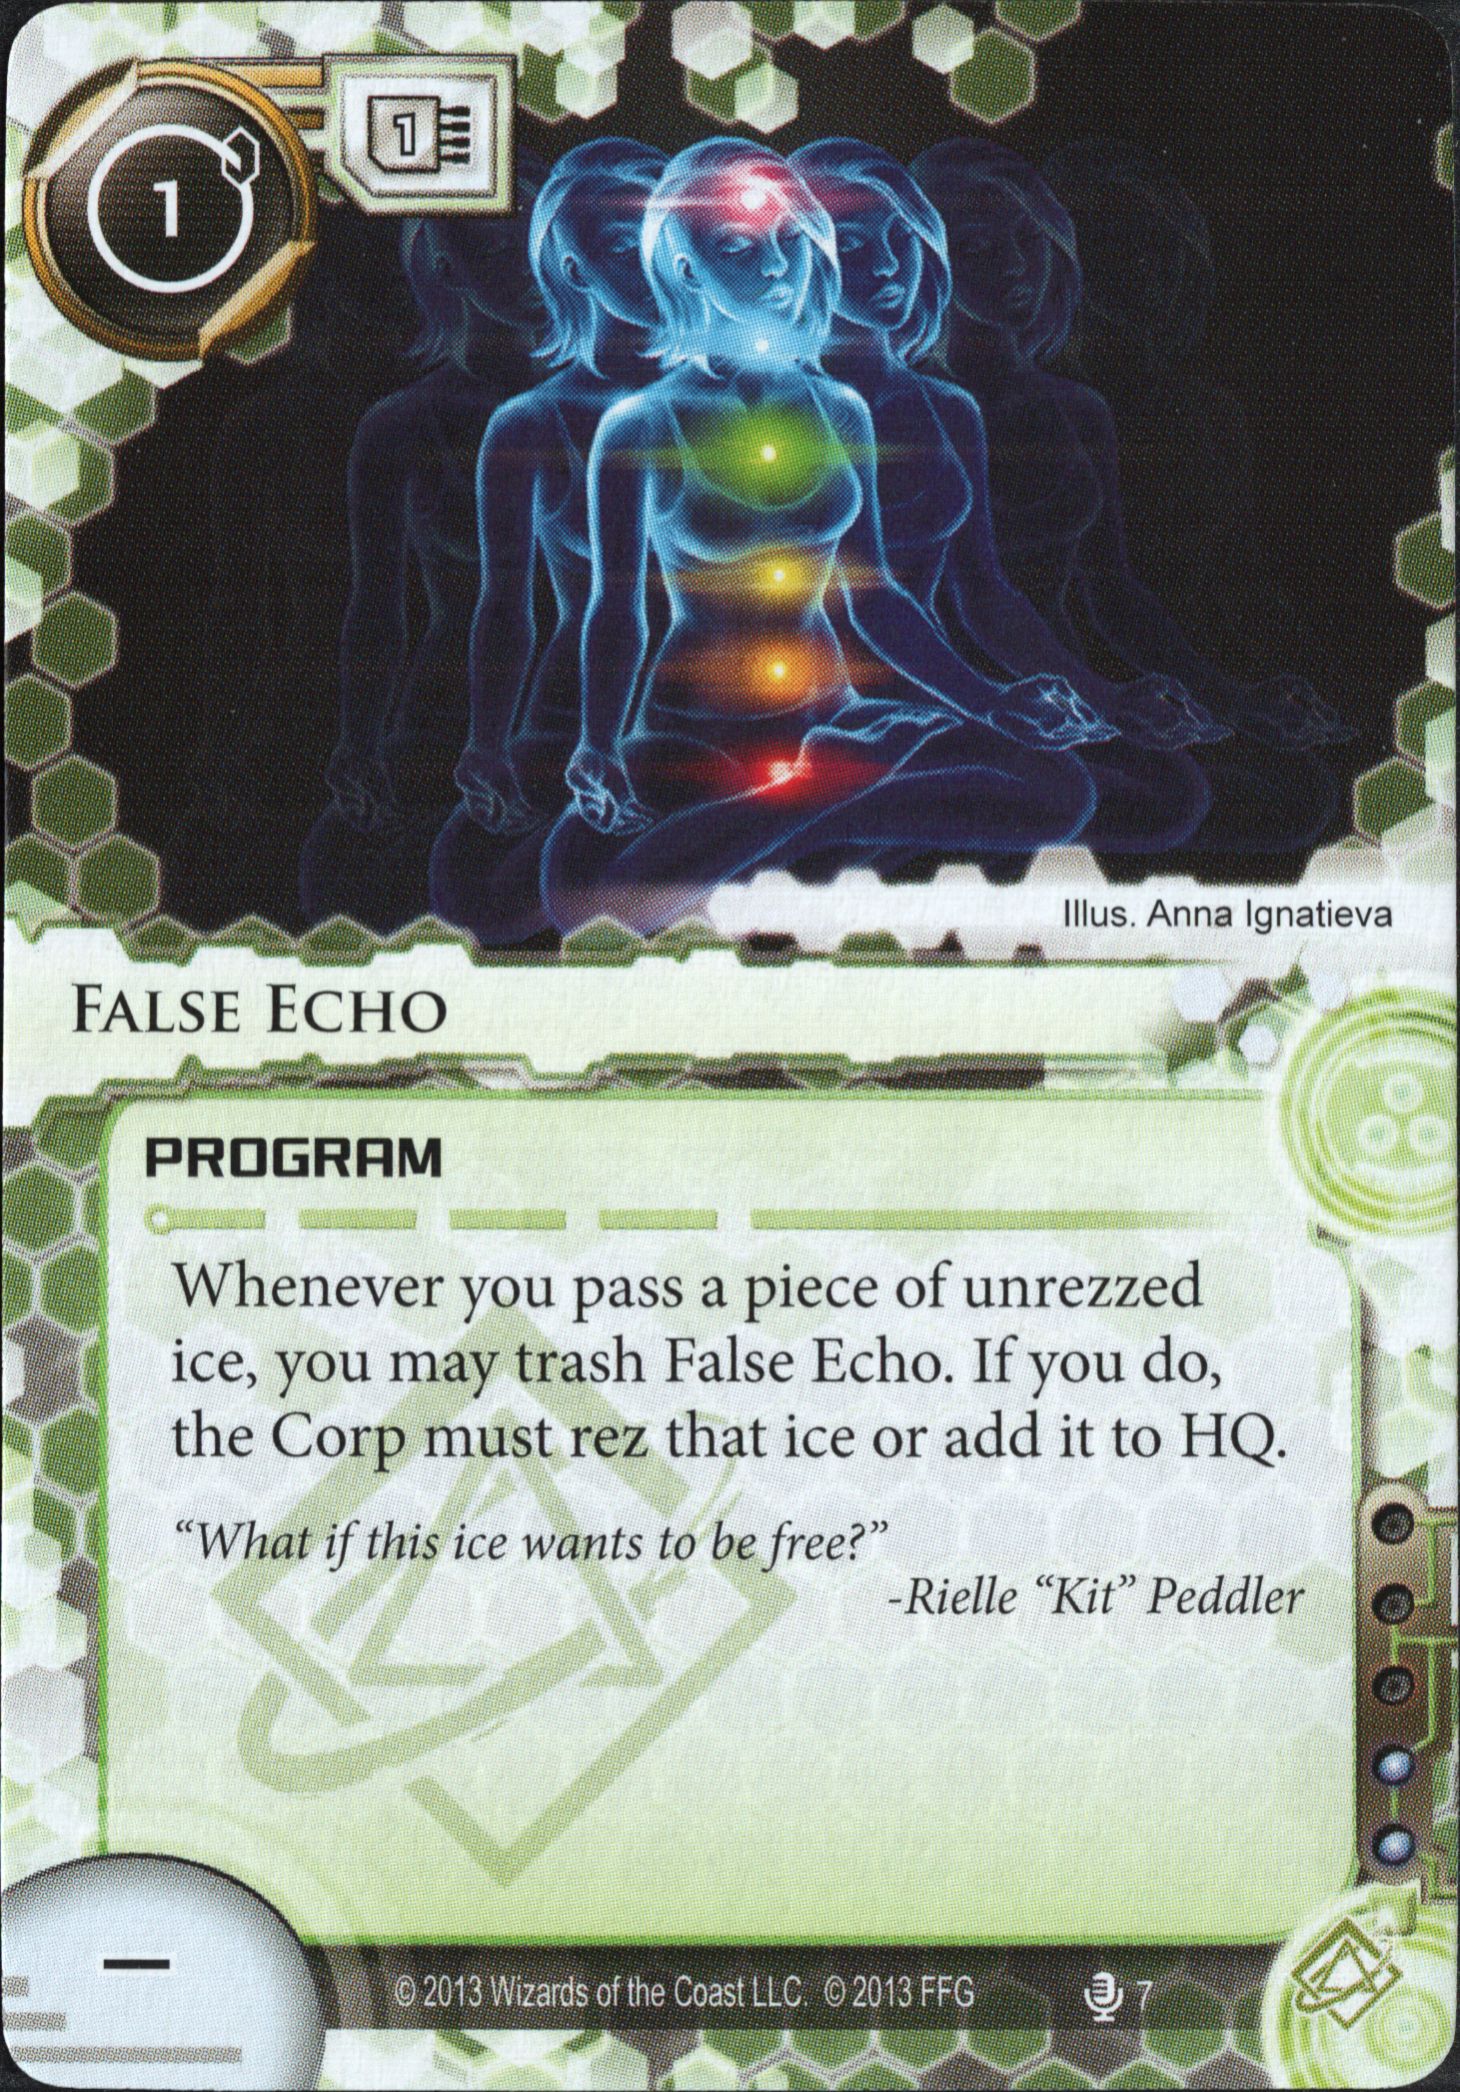 1
1
Illus. Anna Ignatieva
False Echo
PROGRAM
Whenever you pass a piece of unrezzed
ice, you may trash False Echo. If you do,
the Corp must rez that ice or add it to HQ.
“What if this ice wants to be free?”
-Rielle “Kit” Peddler
–
© 2013 Wizards of the Coast LLC. © 2013 FFG
7